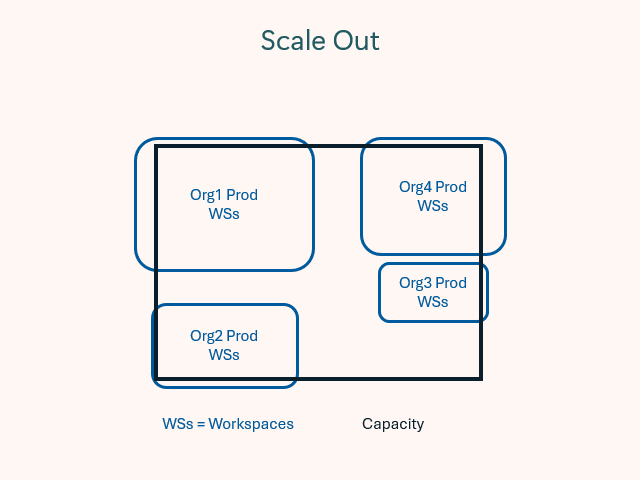 Scale Out
Org1 Prod
WSs
Org4 Prod
WSs
Org3 Prod
WSs
Org2 Prod
WSs
WSs = Workspaces
Capacity